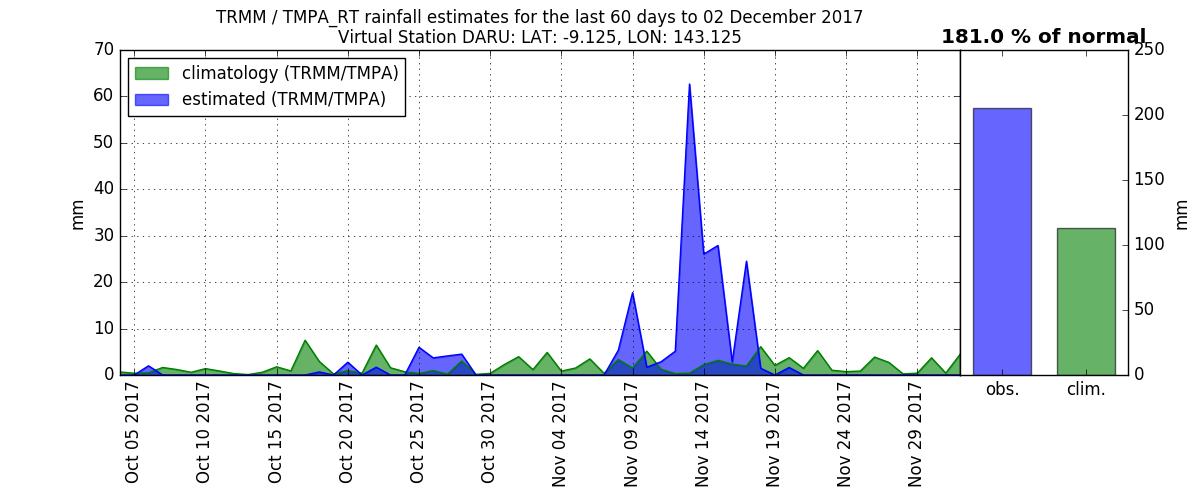 TRMM / TMPA_RT rainfall estimates for the last 60 days to 02 December 2017
Virtual Station DARU: LAT: -9.125, LON: 143.125
181.0 % of normal
climatology (TRMM/TMPA)
estimated (TRMM/TMPA)
mm
70
60
50
40
30
20
10
0
Oct 05 2017
Oct 10 2017
Oct 15 2017
Oct 20 2017
Oct 25 2017
Oct 30 2017
Nov 04 2017
Nov 09 2017
Nov 14 2017
Nov 19 2017
Nov 24 2017
Nov 29 2017
obs.
clim.
250
200
150
100
50
0
mm